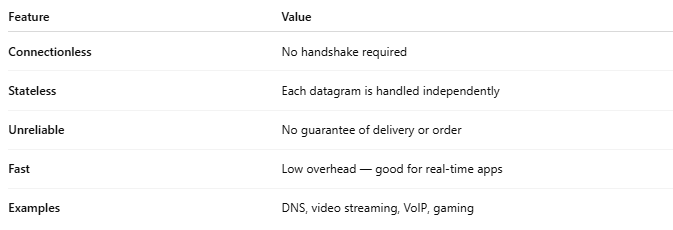 Feature Value
Connectionless No handshake required
Stateless Each datagram is handled independently
Unreliable No guarantee of delivery or order
Fast Low overhead — good for real-time apps
Examples DNS, video streaming, VoIP, gaming